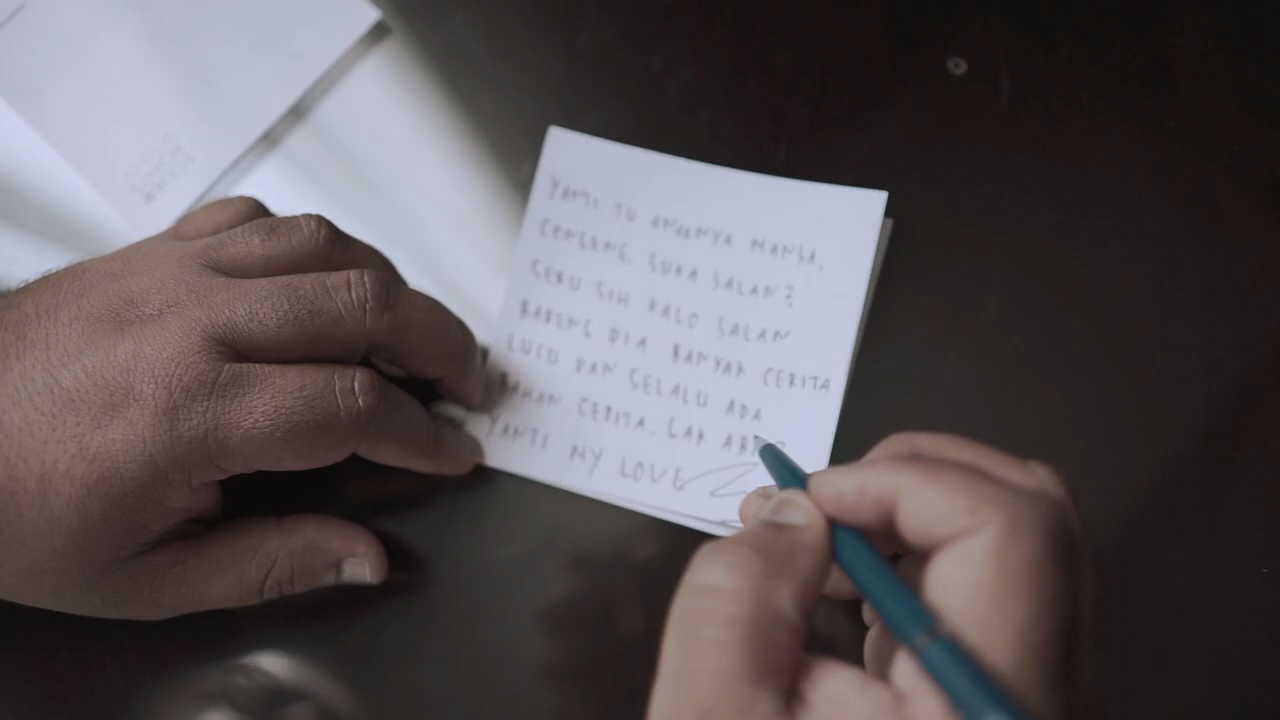 YANTI TU ANAKNYA MANJA,
CENGENG, SUKA JALAN2
SERU SIH KALO JALAN
BARENG DIA BANYAK CERITA
LUCU DAN SELALU ADA
BAHAN CERITA. GAK
YANTI MY LOVE